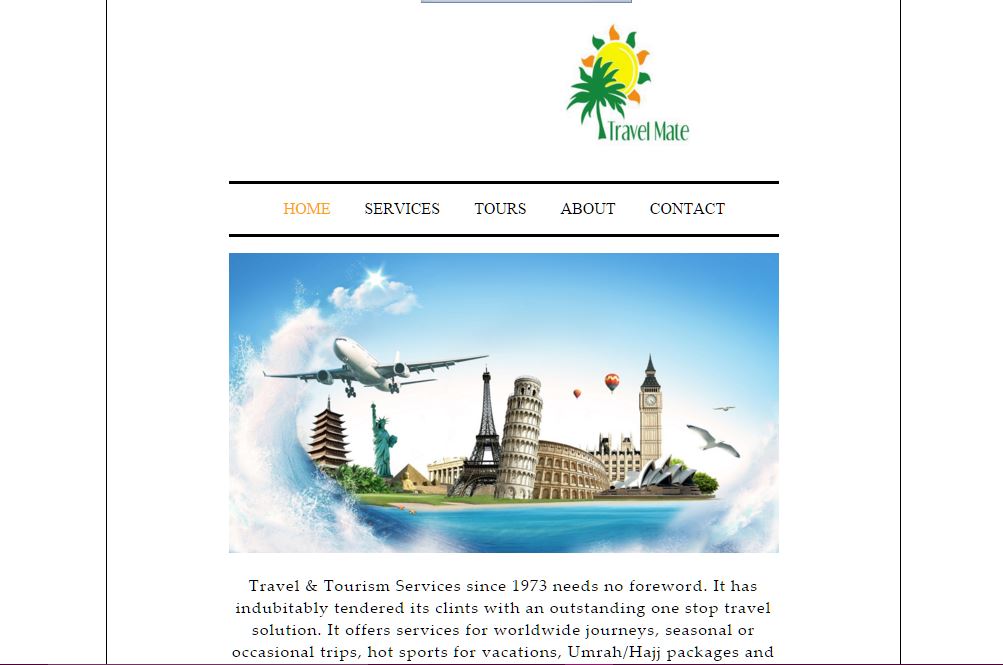 Travel Mate
HOME SERVICES TOURS ABOUT CONTACT
Travel & Tourism Services since 1973 needs no foreword. It has
indubitably tendered its clints with an outstanding one stop travel
solution. It offers services for worldwide journeys, seasonal or
occasional trips, hot sports for vacations, Umrah/Hajj packages and